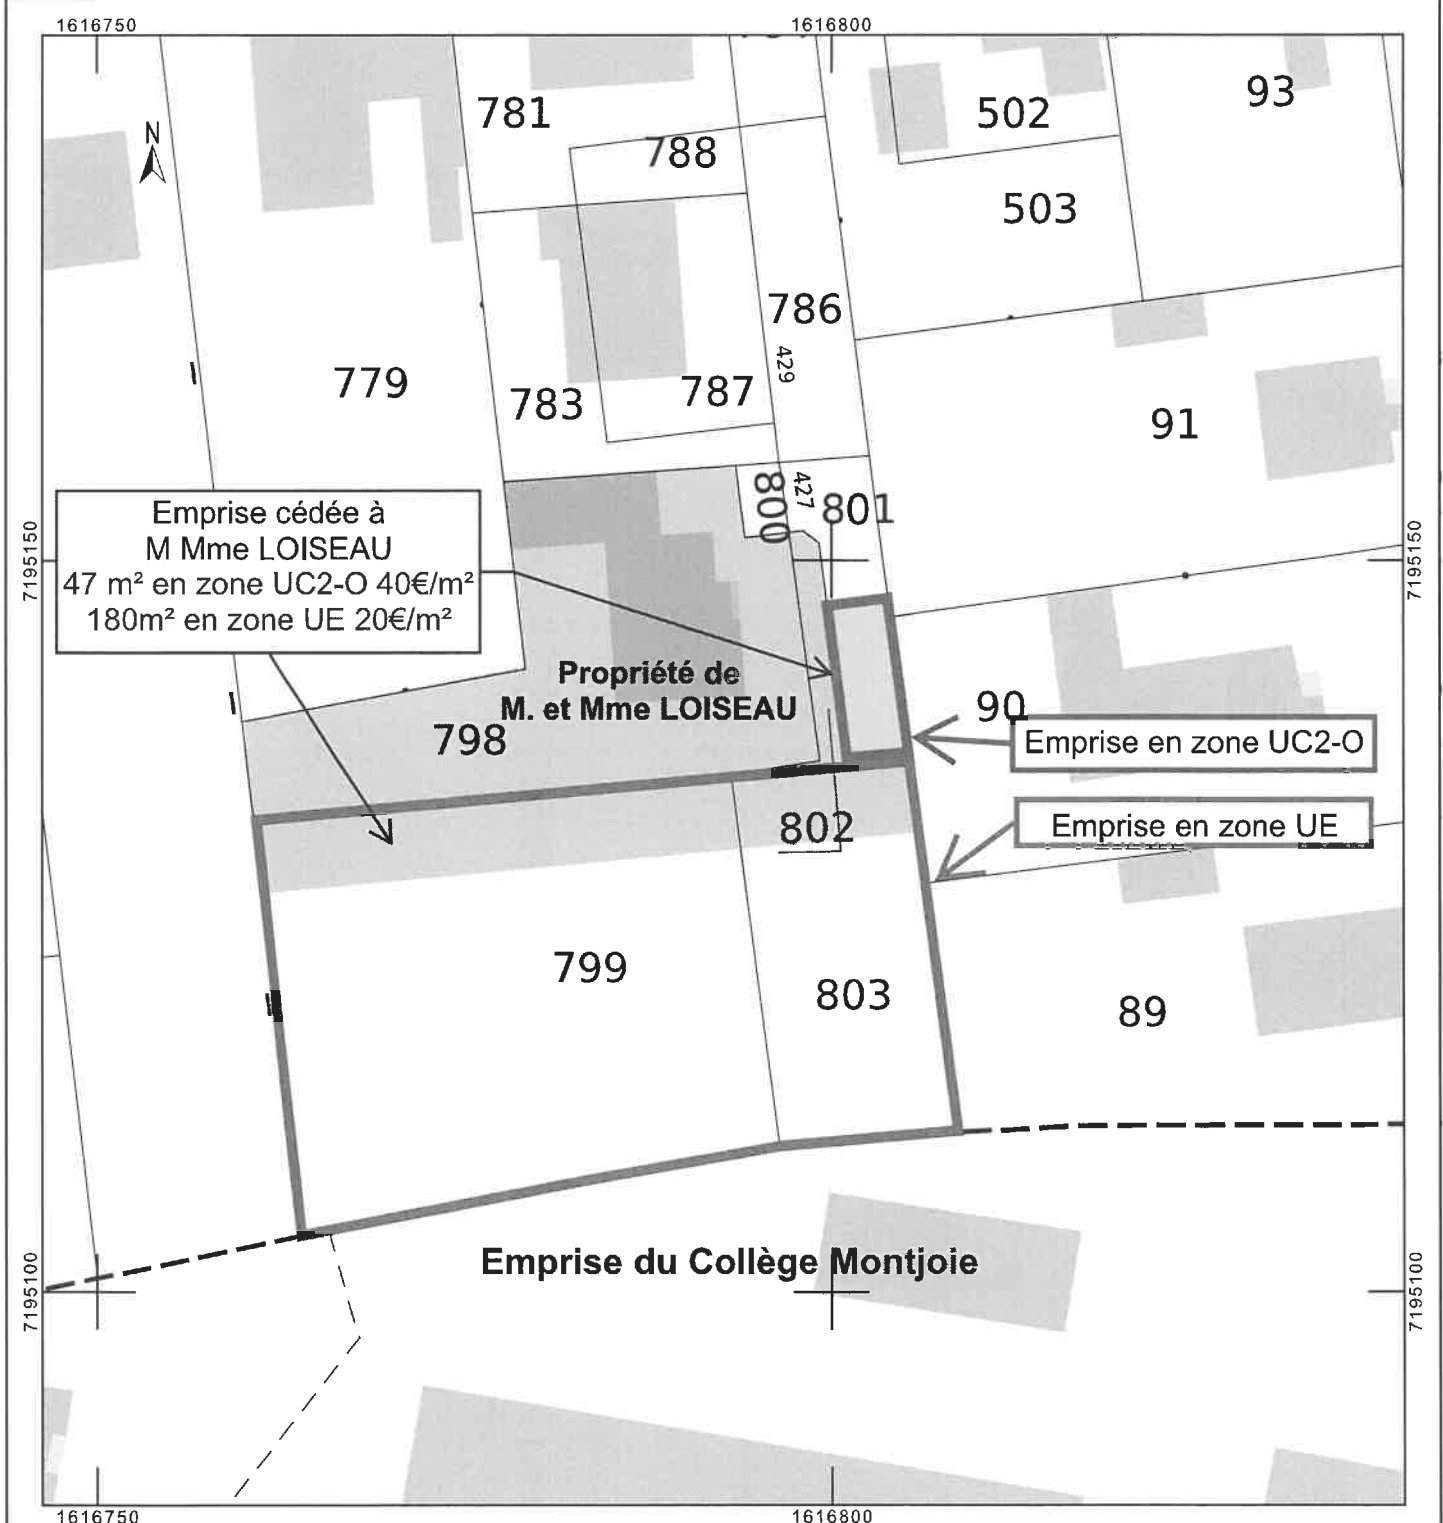 1616750
1616800
781
788
502
93
N
503
786
429
779
783
787
91
800
427
801
7195150
7195150
Emprise cédée à
M Mme LOISEAU
47 m² en zone UC2-O 40€/m²
180m² en zone UE 20€/m²
Propriété de
M. et Mme LOISEAU
798
90
Emprise en zone UC2-O
802
Emprise en zone UE
799
803
89
Emprise du Collège Montjoie
7195100
7195100
1616750
1616800